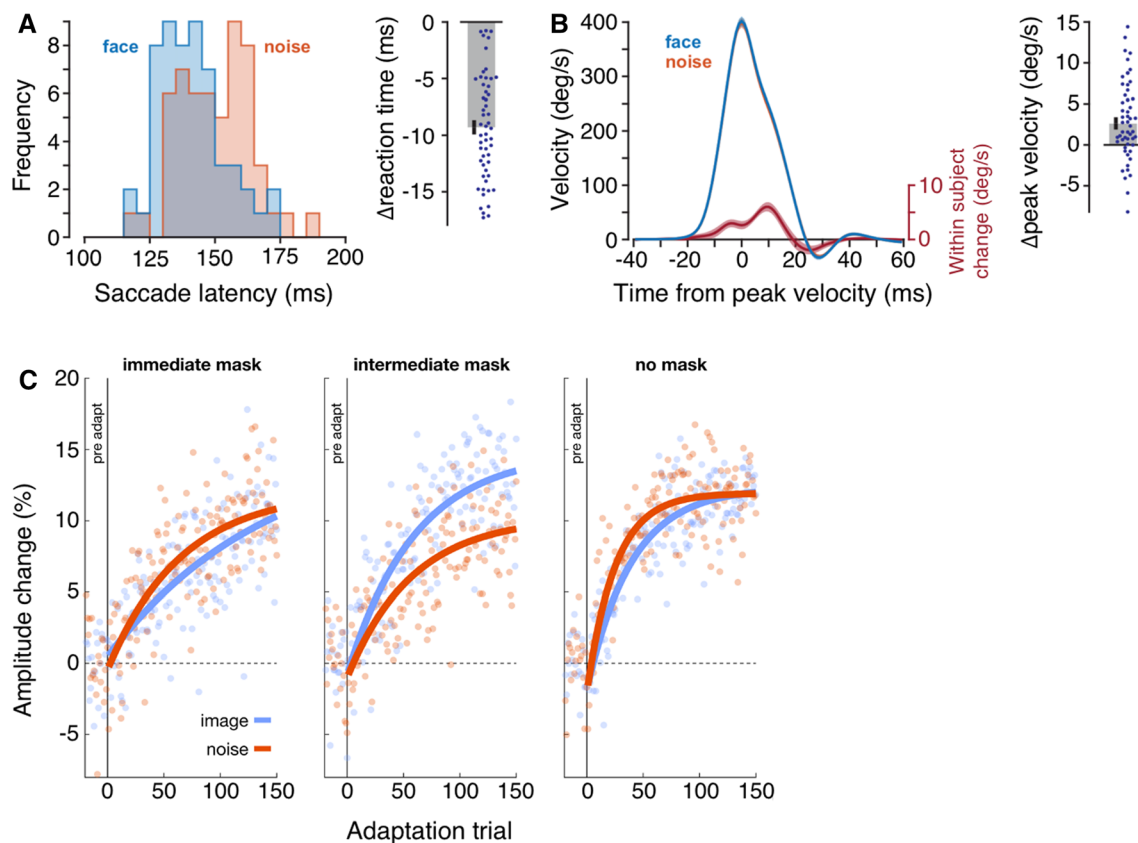 A
Frequency
8
6
4
2
0
face
noise
100
125
150
175
200
Saccade latency (ms)
Δreaction time (ms)
0
-5
-10
-15
B
Velocity (deg/s)
400
300
200
100
0
face
noise
-40
-20
0
20
40
60
Time from peak velocity (ms)
10
0
Within subject
change (deg/s)
Δpeak velocity (deg/s)
15
10
5
0
-5
C
immediate mask
intermediate mask
no mask
Amplitude change (%)
20
15
10
5
0
-5
pre adapt
pre adapt
pre adapt
image
noise
0
50
100
150
0
50
100
150
0
50
100
150
Adaptation trial